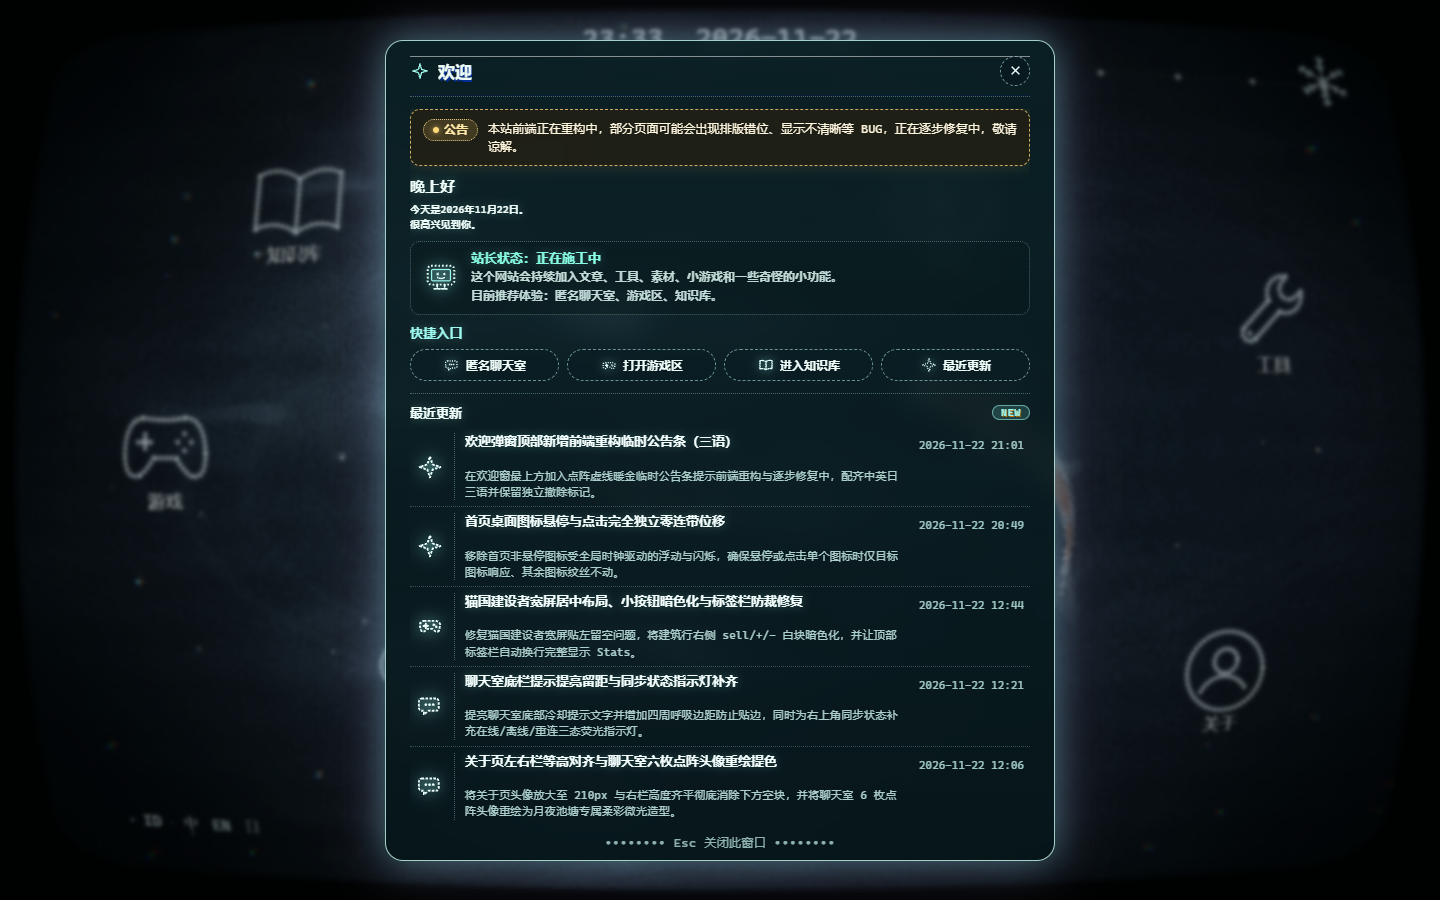 23:33 2026-11-22
欢迎
公告
本站前端正在重构中，部分页面可能会出现排版错位、显示不清晰等 BUG，正在逐步修复中，敬请
谅解。
晚上好
今天是2026年11月22日。
很高兴见到你。
站长状态：正在施工中
这个网站会持续加入文章、工具、素材、小游戏和一些奇怪的小功能。
目前推荐体验：匿名聊天室、游戏区、知识库。
快捷入口
匿名聊天室
打开游戏区
进入知识库
最近更新
最近更新
NEW
欢迎弹窗顶部新增前端重构临时公告条（三语）
2026-11-22 21:01
在欢迎窗最上方加入点阵虚线暖金临时公告条提示前端重构与逐步修复中，配齐中英日
三语并保留独立撤除标记。
首页桌面图标悬停与点击完全独立零连带位移
2026-11-22 20:49
移除首页非悬停图标受全局时钟驱动的浮动与闪烁，确保悬停或点击单个图标时仅目标
图标响应、其余图标纹丝不动。
猫国建设者宽屏居中布局、小按钮暗色化与标签栏防裁修复
2026-11-22 12:44
修复猫国建设者宽屏贴左留空问题，将建筑行右侧 sell/+/- 白块暗色化，并让顶部
标签栏自动换行完整显示 Stats。
聊天室底栏提示提亮留距与同步状态指示灯补齐
2026-11-22 12:21
提亮聊天室底部冷却提示文字并增加四周呼吸边距防止贴边，同时为右上角同步状态补
充在线/离线/重连三态荧光指示灯。
关于页左右栏等高对齐与聊天室六枚点阵头像重绘提色
2026-11-22 12:06
将关于页头像放大至 210px 与右栏高度齐平彻底消除下方空块，并将聊天室 6 枚点
阵头像重绘为月夜池塘专属柔彩微光造型。
•••••••• Esc 关闭此窗口 ••••••••
知识库
游戏
工具
关于
· ID · 中 EN 日